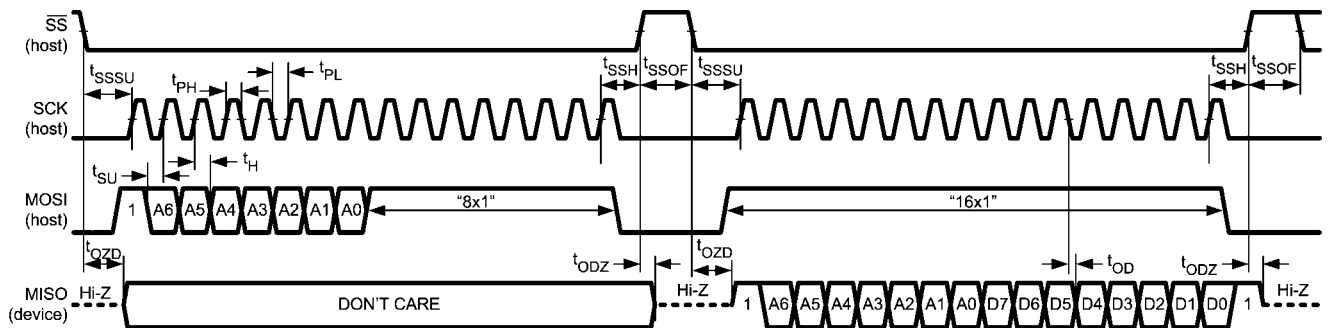 SS
(host)
tSSSU
tPH
tPL
tSSH
tSSOF
tSSSU
tSSH
tSSOF
SCK
(host)
tSU
tH
MOSI
(host)
1 A6 A5 A4 A3 A2 A1 A0 "8x1" "16x1"
tOZD
tODZ
tOZD
tOD
tODZ
MISO
(device)
Hi-Z DON'T CARE Hi-Z 1 A6 A5 A4 A3 A2 A1 A0 D7 D6 D5 D4 D3 D2 D1 D0 1 Hi-Z